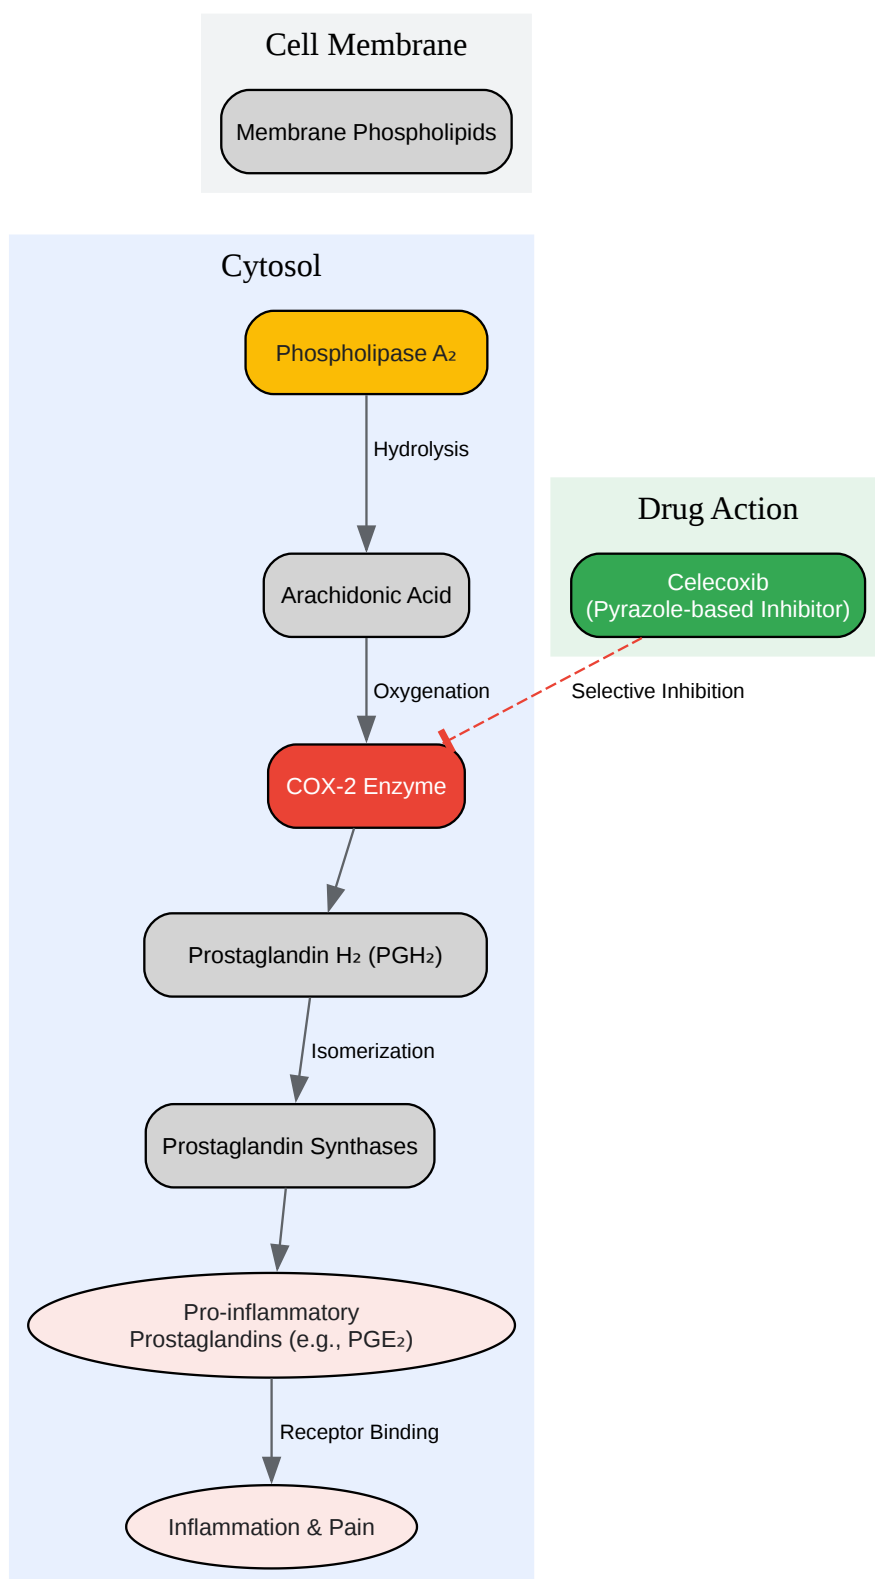 Cell Membrane
Membrane Phospholipids
Cytosol
Phospholipase A₂
Hydrolysis
Drug Action
Celecoxib
(Pyrazole-based Inhibitor)
Arachidonic Acid
Oxygenation
Selective Inhibition
COX-2 Enzyme
Prostaglandin H₂ (PGH₂)
Isomerization
Prostaglandin Synthases
Pro-inflammatory
Prostaglandins (e.g., PGE₂)
Receptor Binding
Inflammation & Pain